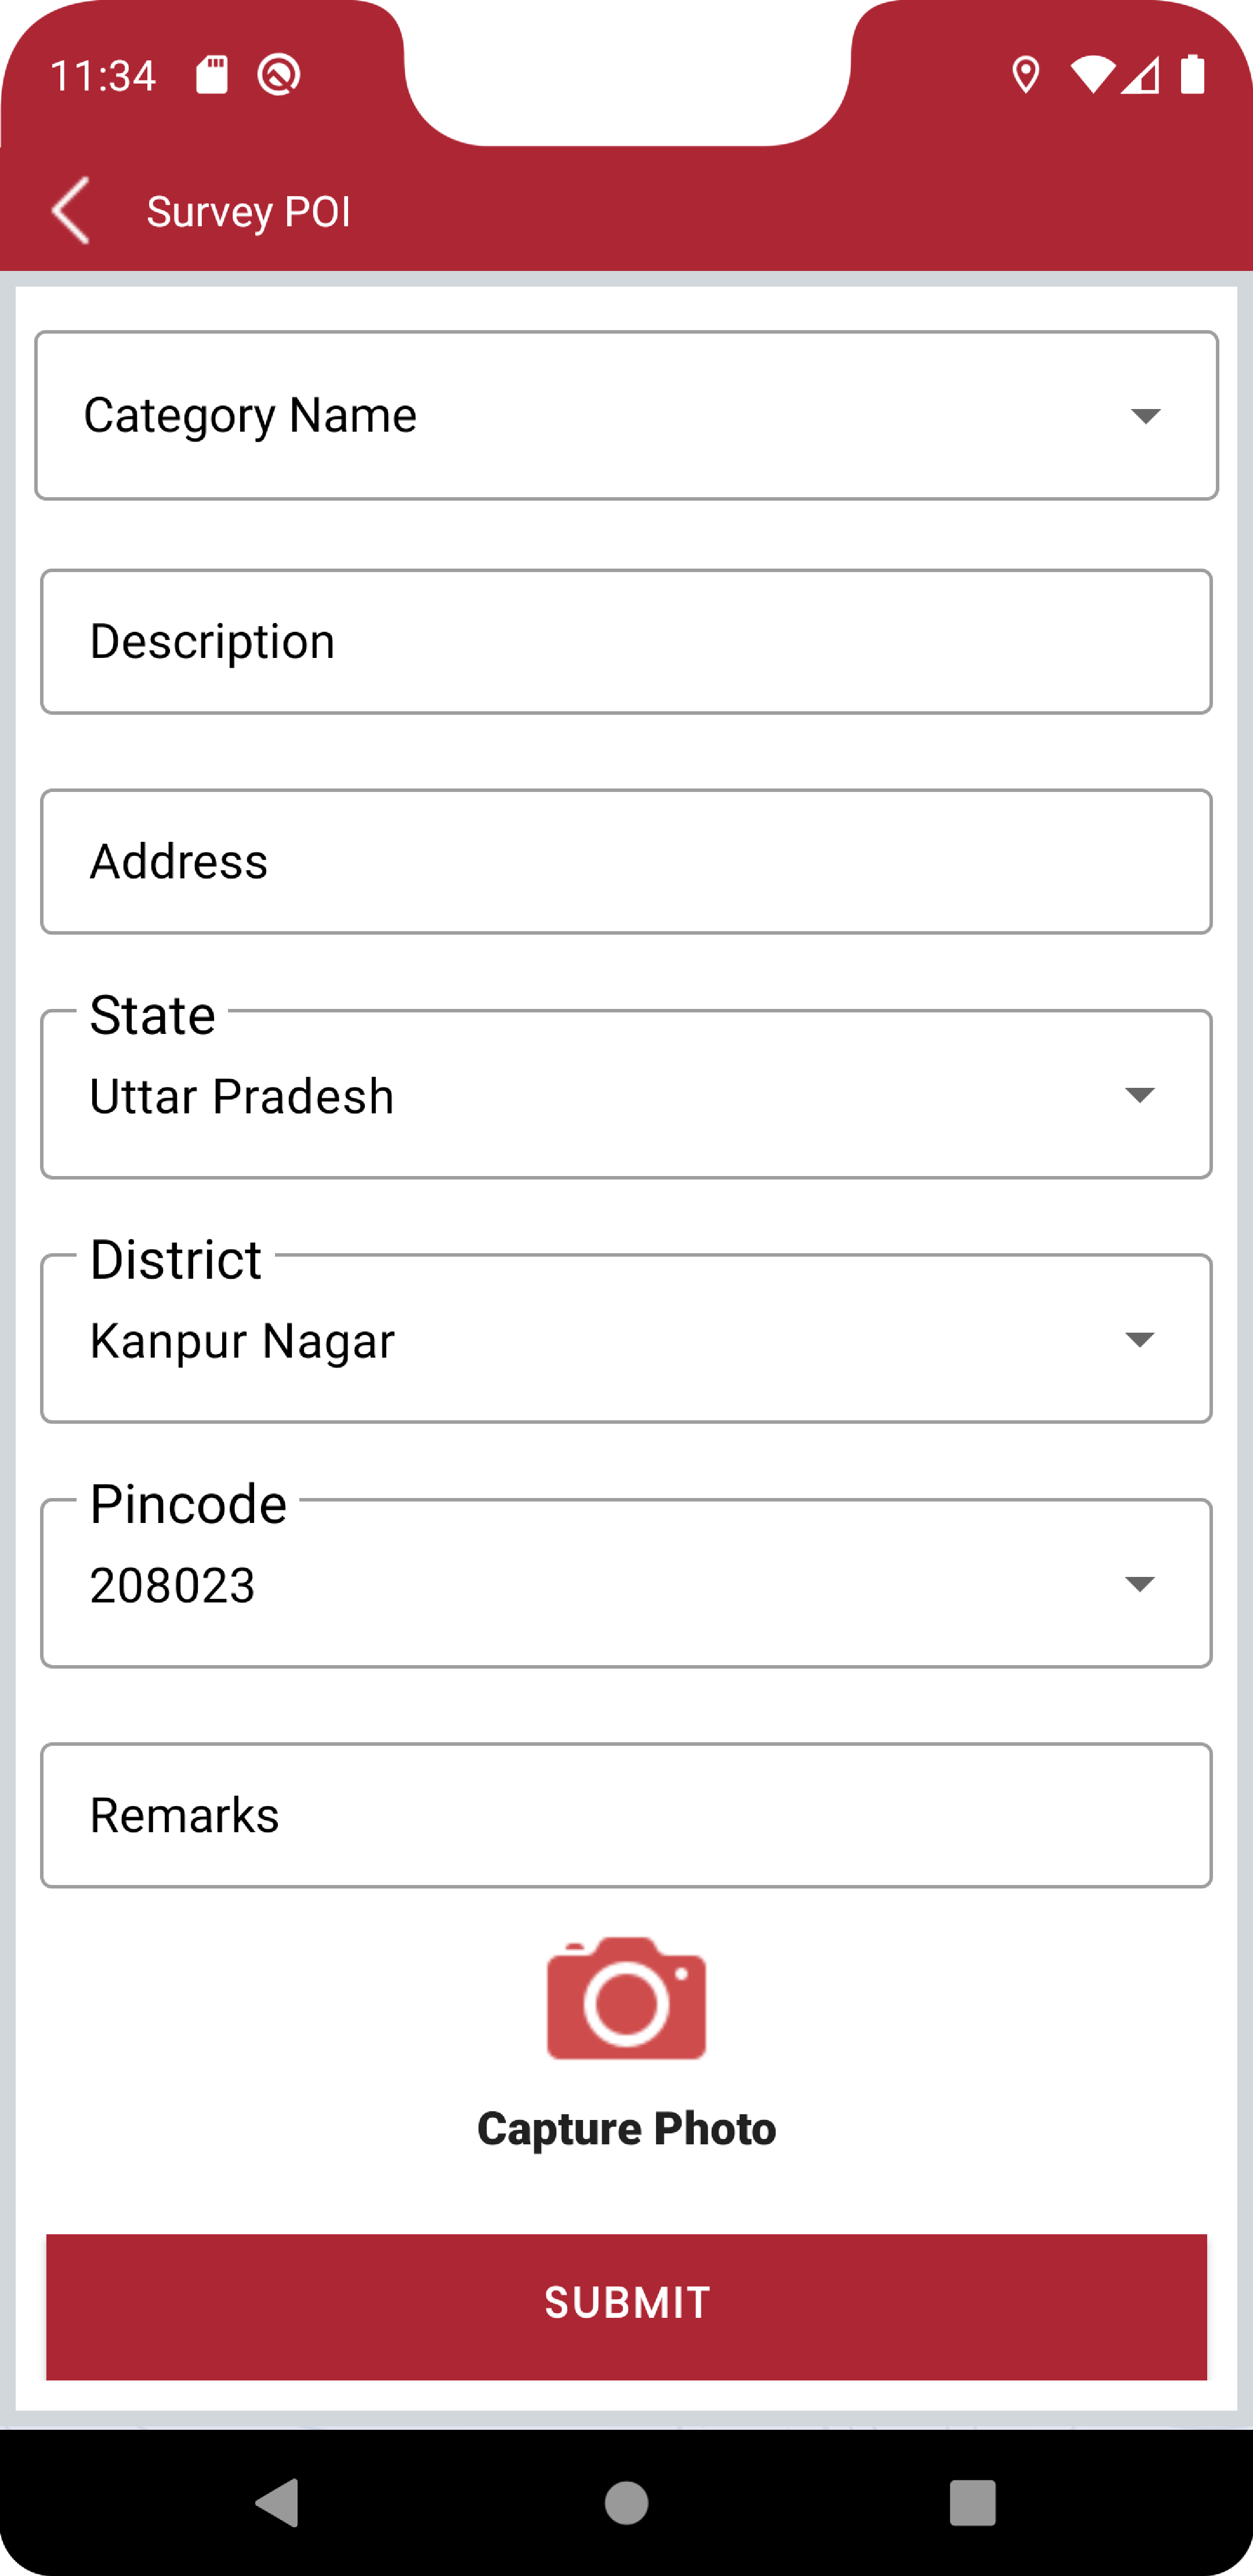 11:34
Survey POI
Category Name
Description
Address
State
Uttar Pradesh
District
Kanpur Nagar
Pincode
208023
Remarks
Capture Photo
SUBMIT